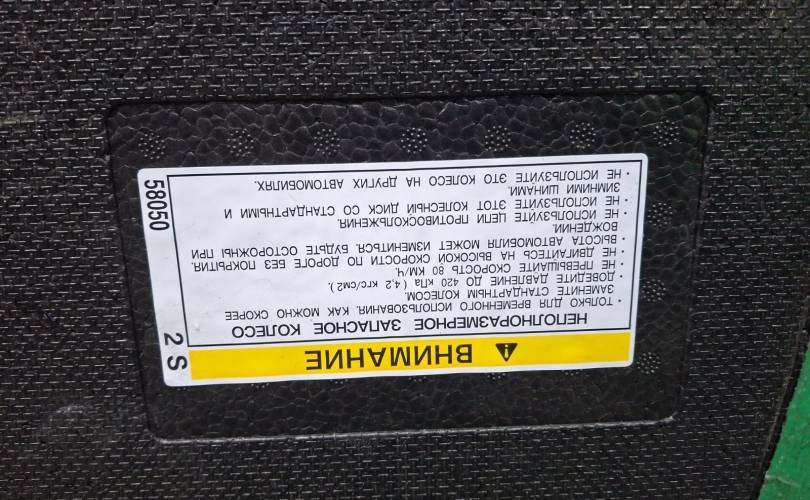 ⚠ ВНИМАНИЕ
НЕПОЛНОРАЗМЕРНОЕ ЗАПАСНОЕ КОЛЕСО
· ТОЛЬКО ДЛЯ ВРЕМЕННОГО ИСПОЛЬЗОВАНИЯ. КАК МОЖНО СКОРЕЕ
ЗАМЕНИТЕ СТАНДАРТНЫМ КОЛЕСОМ.
· ДОВЕДИТЕ ДАВЛЕНИЕ ДО 420 кПа ( 4,2 кгс/см2 ).
· НЕ ПРЕВЫШАЙТЕ СКОРОСТЬ 80 КМ/Ч.
· НЕ ДВИГАЙТЕСЬ НА ВЫСОКОЙ СКОРОСТИ ПО ДОРОГЕ БЕЗ ПОКРЫТИЯ.
· ВЫСОТА АВТОМОБИЛЯ МОЖЕТ ИЗМЕНИТЬСЯ. БУДЬТЕ ОСТОРОЖНЫ ПРИ
ВОЖДЕНИИ.
· НЕ ИСПОЛЬЗУЙТЕ ЦЕПИ ПРОТИВОСКОЛЬЖЕНИЯ.
· НЕ ИСПОЛЬЗУЙТЕ ЭТОТ КОЛЕСНЫЙ ДИСК СО СТАНДАРТНЫМИ И
ЗИМНИМИ ШИНАМИ.
· НЕ ИСПОЛЬЗУЙТЕ ЭТО КОЛЕСО НА ДРУГИХ АВТОМОБИЛЯХ.
2 S
58050